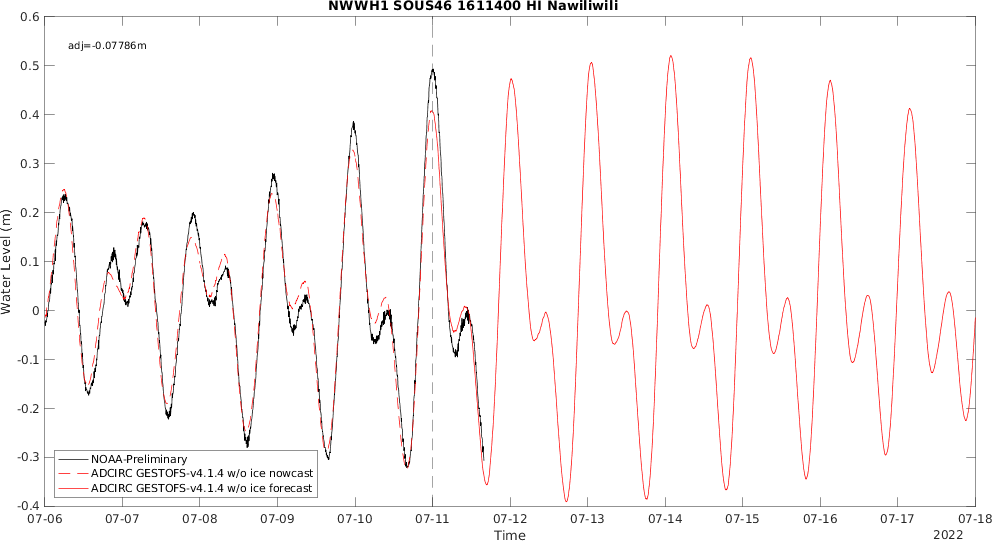 NWWH1 SOUS46 1611400 HI Nawiliwili
adj=-0.07786m
Water Level (m)
0.6
0.5
0.4
0.3
0.2
0.1
0
-0.1
-0.2
-0.3
-0.4
NOAA-Preliminary
ADCIRC GESTOFS-v4.1.4 w/o ice nowcast
ADCIRC GESTOFS-v4.1.4 w/o ice forecast
07-06 07-07 07-08 07-09 07-10 07-11 07-12 07-13 07-14 07-15 07-16 07-17 07-18
Time
2022